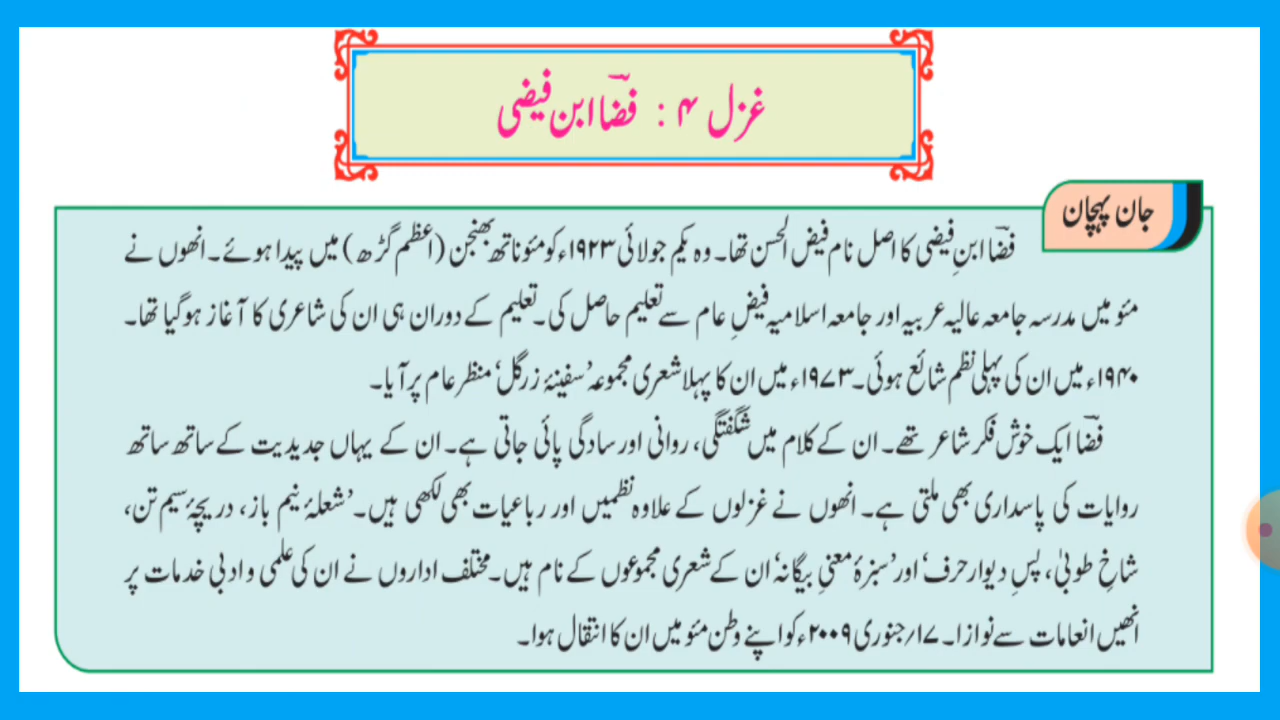 غزل ۴ : فضاؔ ابن فیضی
جان پہچان
فضاؔ ابنِ فیضی کا اصل نام فیض الحسن تھا۔ وہ یکم جولائی ۱۹۲۳ء کو مئو ناتھ بھنجن (اعظم گڑھ) میں پیدا ہوئے۔ انھوں نے
مئو میں مدرسہ جامعہ عالیہ عربیہ اور جامعہ اسلامیہ فیضِ عام سے تعلیم حاصل کی۔ تعلیم کے دوران ہی ان کی شاعری کا آغاز ہوگیا تھا۔
۱۹۴۰ء میں ان کی پہلی نظم شائع ہوئی۔ ۱۹۷۳ء میں ان کا پہلا شعری مجموعہ ’سفینۂ زرگل‘ منظر عام پر آیا۔
فضاؔ ایک خوش فکر شاعر تھے۔ ان کے کلام میں شگفتگی، روانی اور سادگی پائی جاتی ہے۔ ان کے یہاں جدیدیت کے ساتھ ساتھ
روایات کی پاسداری بھی ملتی ہے۔ انھوں نے غزلوں کے علاوہ نظمیں اور رباعیات بھی لکھی ہیں۔ ’شعلۂ نیم باز، دریچۂ سیم تن،
شاخِ طوبیٰ، پسِ دیوار حرف‘ اور ’سبزۂ معنیِ بیگانہ‘ ان کے شعری مجموعوں کے نام ہیں۔ مختلف اداروں نے ان کی علمی و ادبی خدمات پر
انھیں انعامات سے نوازا۔ ۱۷؍جنوری ۲۰۰۹ء کو اپنے وطن مئو میں ان کا انتقال ہوا۔